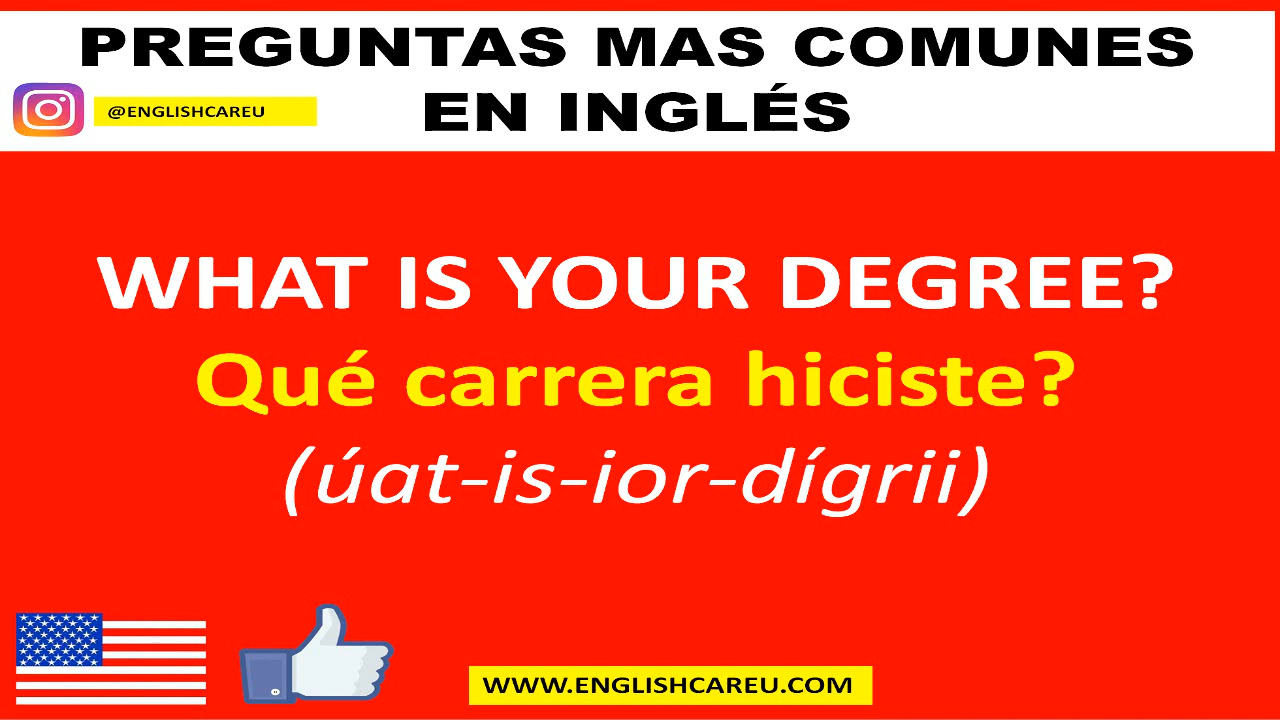 PREGUNTAS MAS COMUNES
EN INGLÉS
@ENGLISHCAREU
WHAT IS YOUR DEGREE?
Qué carrera hiciste?
(úat-is-ior-dígrii)
WWW.ENGLISHCAREU.COM